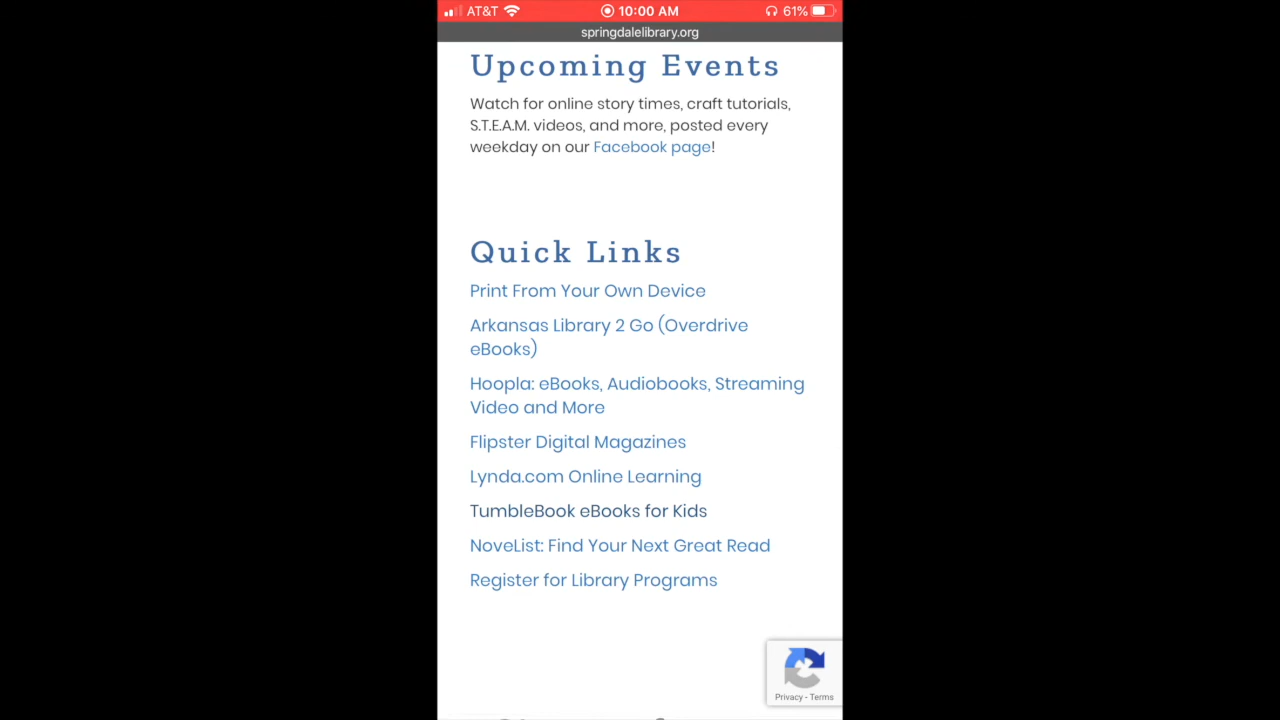 AT&T 10:00 AM 61%
springdalelibrary.org
Upcoming Events
Watch for online story times, craft tutorials,
S.T.E.A.M. videos, and more, posted every
weekday on our Facebook page!
Quick Links
Print From Your Own Device
Arkansas Library 2 Go (Overdrive
eBooks)
Hoopla: eBooks, Audiobooks, Streaming
Video and More
Flipster Digital Magazines
Lynda.com Online Learning
TumbleBook eBooks for Kids
NoveList: Find Your Next Great Read
Register for Library Programs
Privacy - Terms